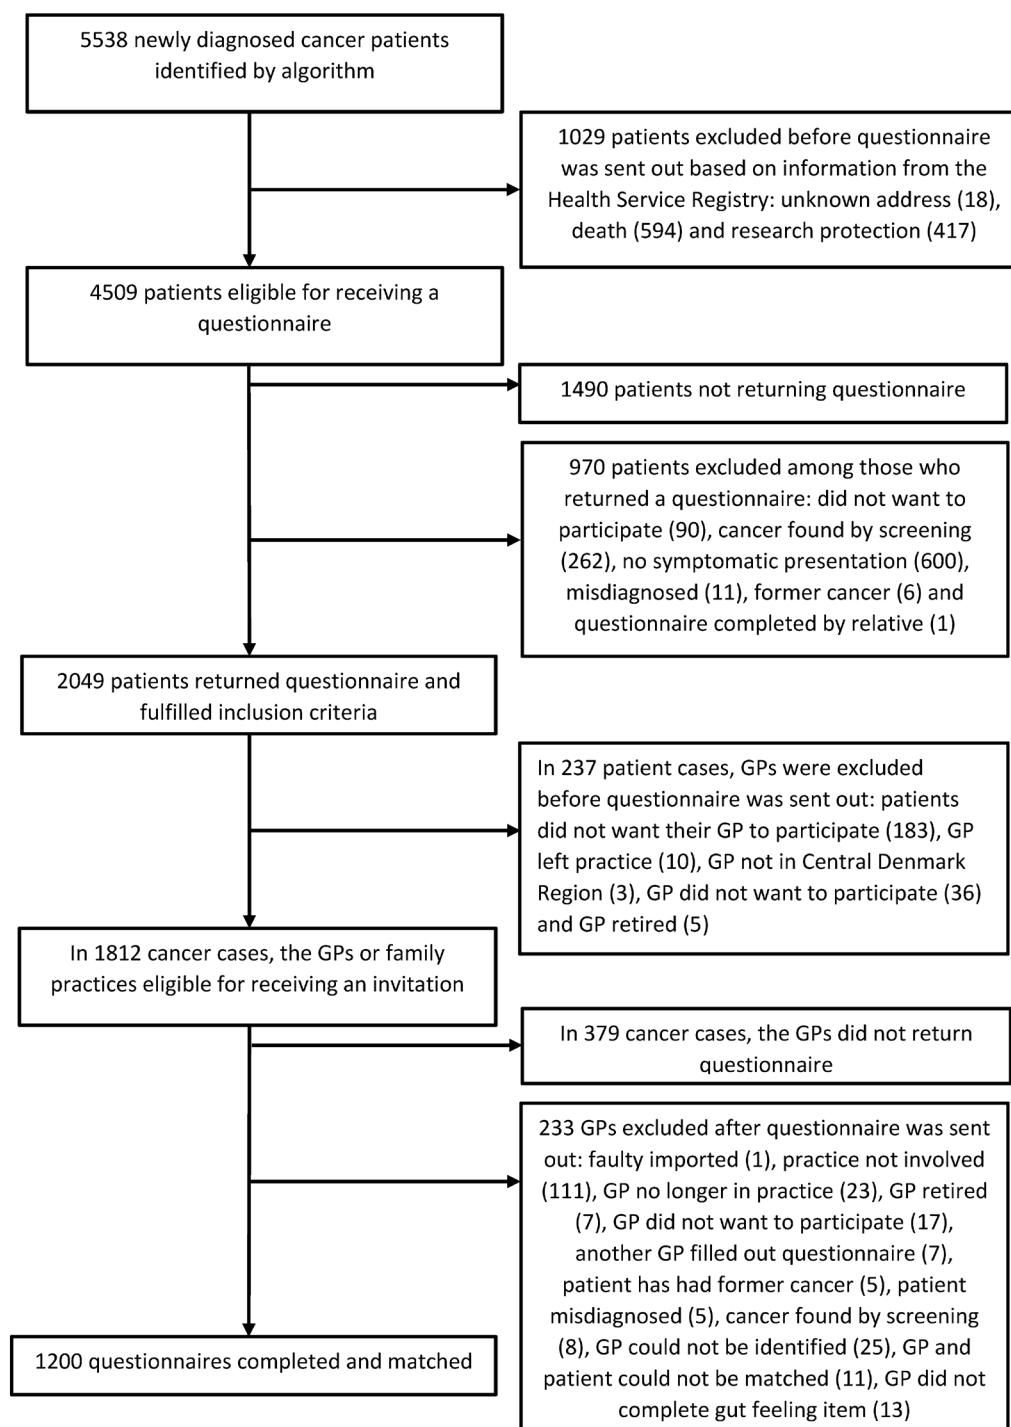 5538 newly diagnosed cancer patients
identified by algorithm
1029 patients excluded before questionnaire
was sent out based on information from the
Health Service Registry: unknown address (18),
death (594) and research protection (417)
4509 patients eligible for receiving a
questionnaire
1490 patients not returning questionnaire
970 patients excluded among those who
returned a questionnaire: did not want to
participate (90), cancer found by screening
(262), no symptomatic presentation (600),
misdiagnosed (11), former cancer (6) and
questionnaire completed by relative (1)
2049 patients returned questionnaire and
fulfilled inclusion criteria
In 237 patient cases, GPs were excluded
before questionnaire was sent out: patients
did not want their GP to participate (183), GP
left practice (10), GP not in Central Denmark
Region (3), GP did not want to participate (36)
and GP retired (5)
In 1812 cancer cases, the GPs or family
practices eligible for receiving an invitation
In 379 cancer cases, the GPs did not return
questionnaire
233 GPs excluded after questionnaire was sent
out: faulty imported (1), practice not involved
(111), GP no longer in practice (23), GP retired
(7), GP did not want to participate (17),
another GP filled out questionnaire (7),
patient has had former cancer (5), patient
misdiagnosed (5), cancer found by screening
(8), GP could not be identified (25), GP and
patient could not be matched (11), GP did not
complete gut feeling item (13)
1200 questionnaires completed and matched